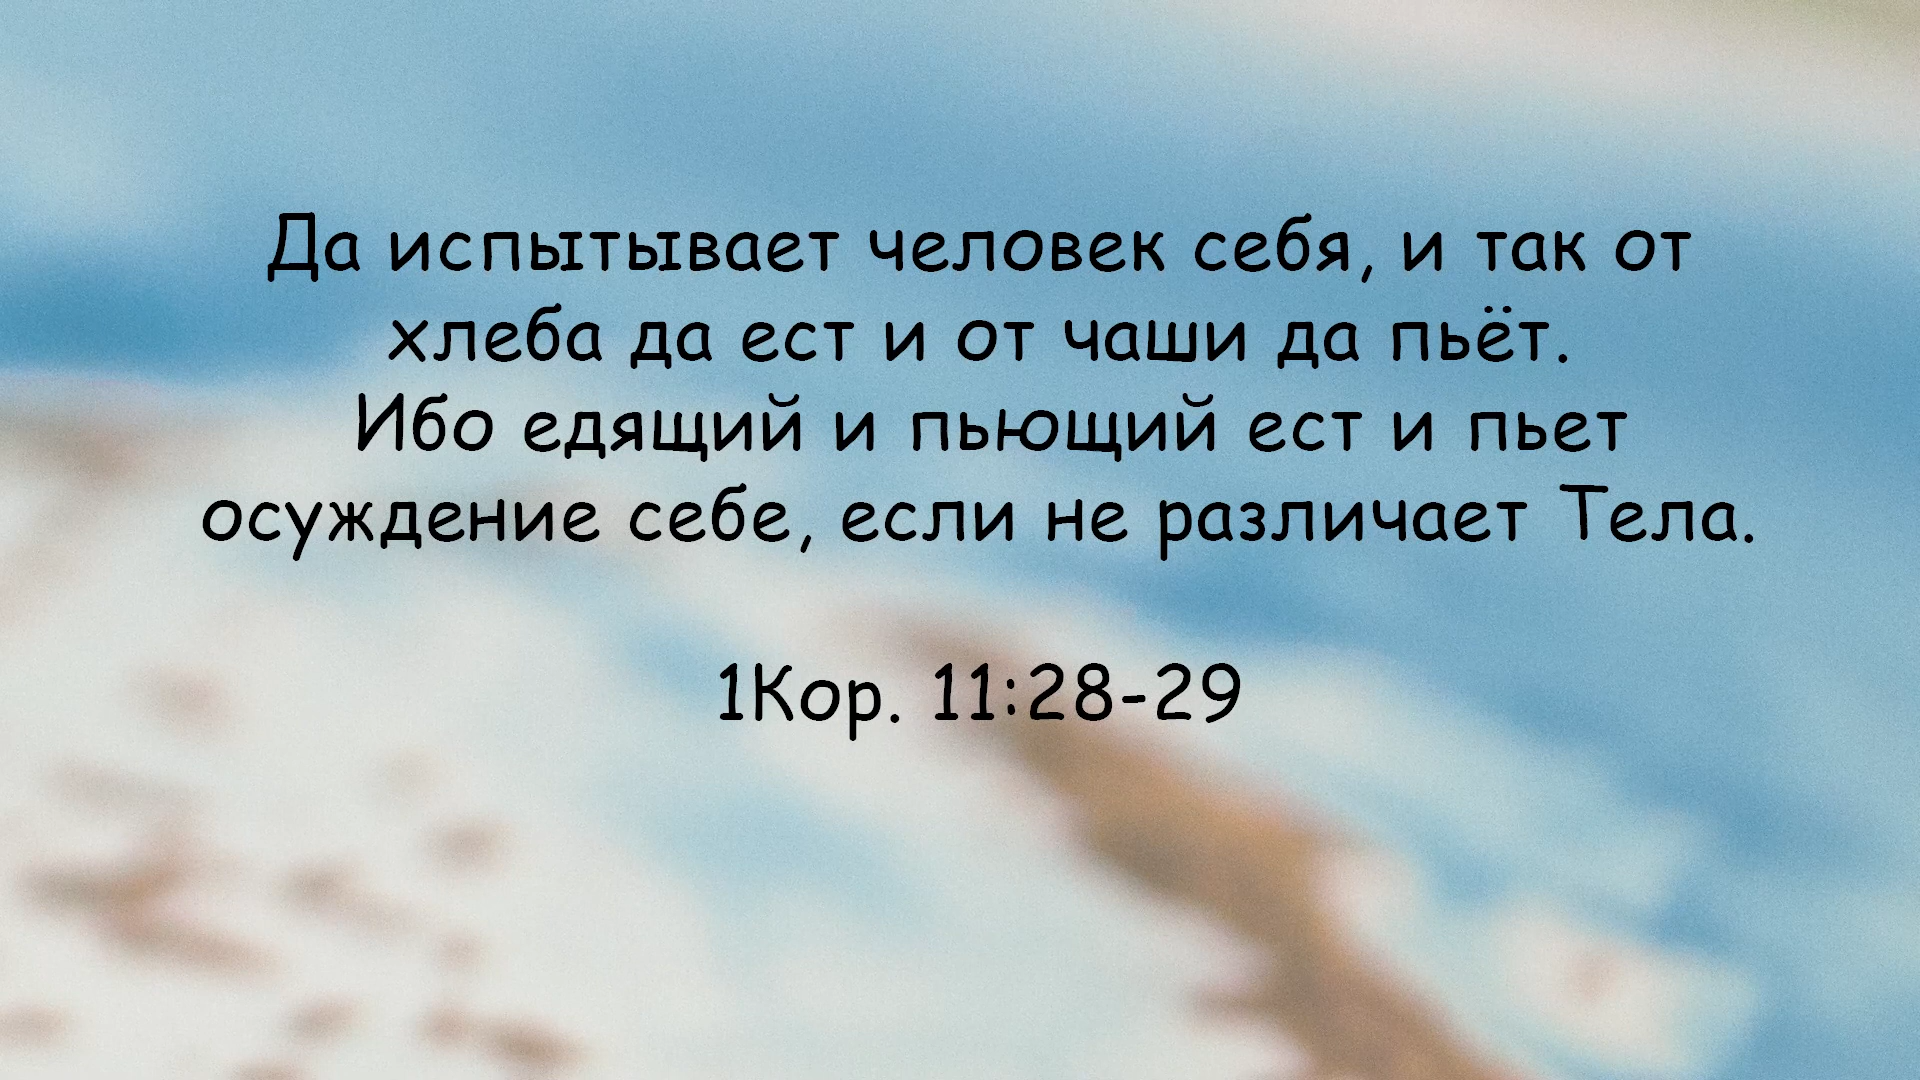 Да испытывает человек себя, и так от
хлеба да ест и от чаши да пьёт.
Ибо едящий и пьющий ест и пьет
осуждение себе, если не различает Тела.
1Кор. 11:28-29